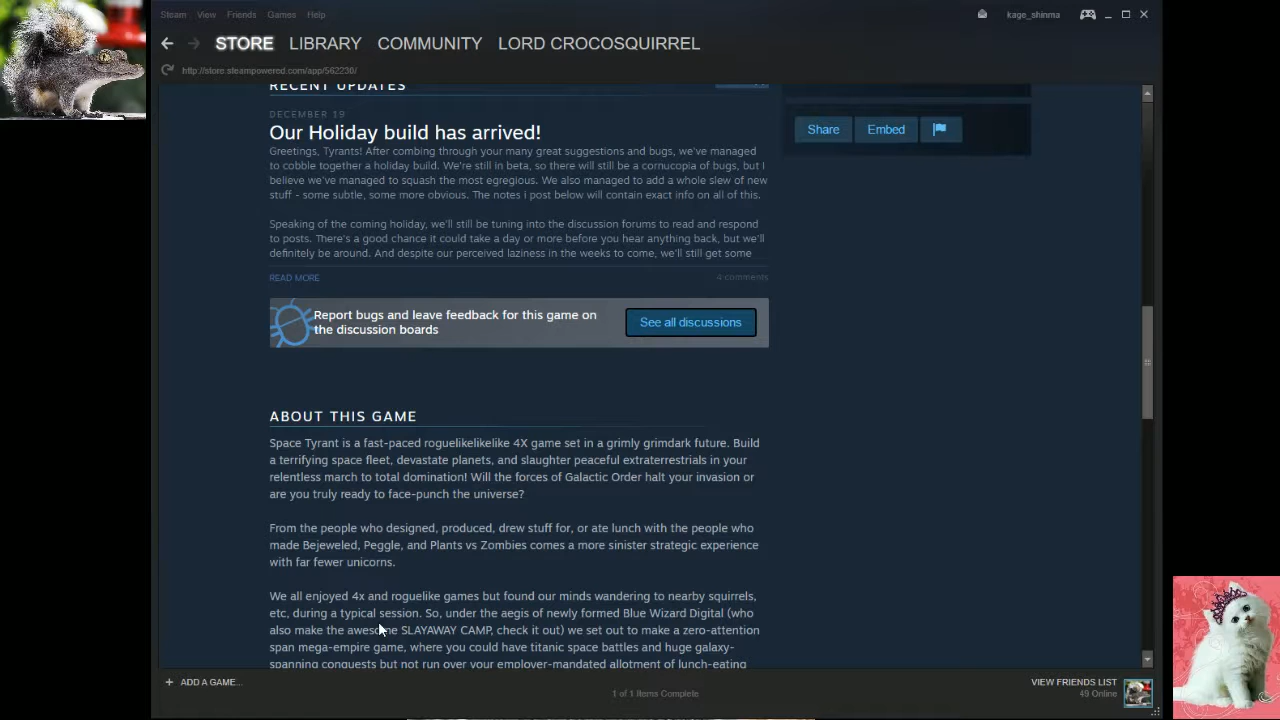 Steam View Friends Games Help
kage_shinma
STORE LIBRARY COMMUNITY LORD CROCOSQUIRREL
http://store.steampowered.com/app/562230/
RECENT UPDATES
DECEMBER 19
Our Holiday build has arrived!
Greetings, Tyrants! After combing through your many great suggestions and bugs, we've managed
to cobble together a holiday build. We're still in beta, so there will still be a cornucopia of bugs, but I
believe we've managed to squash the most egregious. We also managed to add a whole slew of new
stuff - some subtle, some more obvious. The notes i post below will contain exact info on all of this.
Speaking of the coming holiday, we'll still be tuning into the discussion forums to read and respond
to posts. There's a good chance it could take a day or more before you hear anything back, but we'll
definitely be around. And despite our perceived laziness in the weeks to come, we'll still get some
READ MORE
4 comments
Share Embed
Report bugs and leave feedback for this game on
the discussion boards
See all discussions
ABOUT THIS GAME
Space Tyrant is a fast-paced roguelikelikelike 4X game set in a grimly grimdark future. Build
a terrifying space fleet, devastate planets, and slaughter peaceful extraterrestrials in your
relentless march to total domination! Will the forces of Galactic Order halt your invasion or
are you truly ready to face-punch the universe?
From the people who designed, produced, drew stuff for, or ate lunch with the people who
made Bejeweled, Peggle, and Plants vs Zombies comes a more sinister strategic experience
with far fewer unicorns.
We all enjoyed 4x and roguelike games but found our minds wandering to nearby squirrels,
etc, during a typical session. So, under the aegis of newly formed Blue Wizard Digital (who
also make the awesome SLAYAWAY CAMP, check it out) we set out to make a zero-attention
span mega-empire game, where you could have titanic space battles and huge galaxy-
spanning conquests but not run over your employer-mandated allotment of lunch-eating
+ ADD A GAME...
1 of 1 Items Complete
VIEW FRIENDS LIST
49 Online